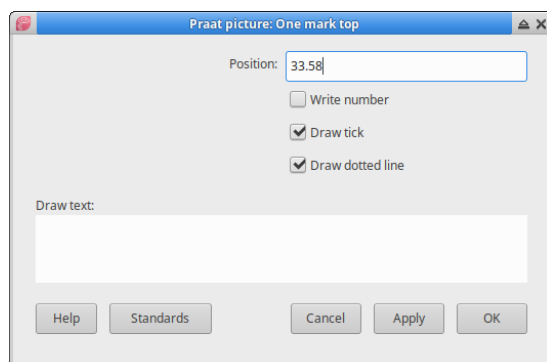 Praat picture: One mark top
Position: 33.58
Write number
Draw tick
Draw dotted line
Draw text:
Help Standards Cancel Apply OK